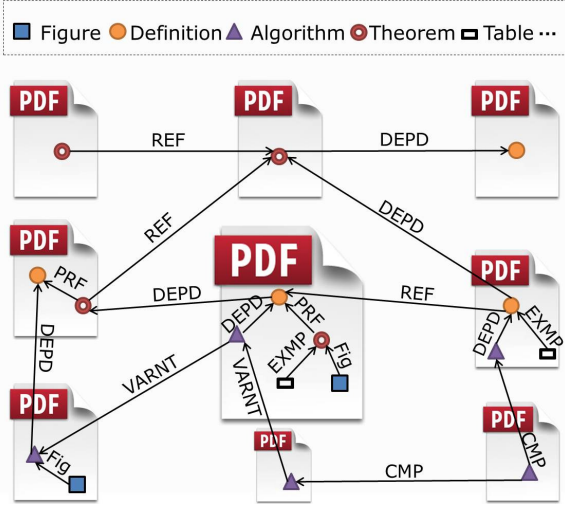 Figure Definition Algorithm Theorem Table ...
PDF PDF PDF
REF DEPD
REF DEPD
PDF PDF PDF
PRF DEPD REF
DEPD PRF EXMP
DEPD DEPD
EXMP Fig
VARNT VARNT
PDF PDF PDF
Fig CMP CMP